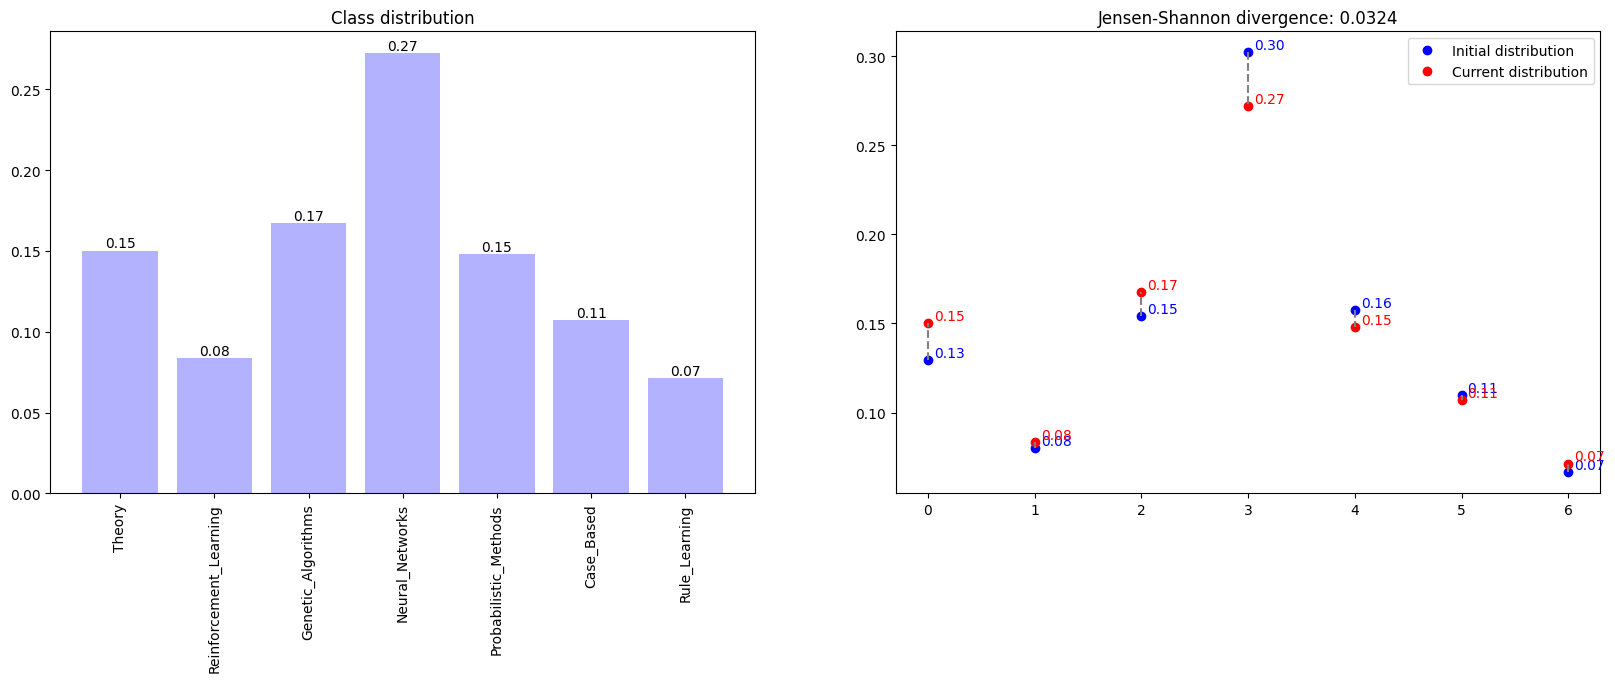 Class distribution
0.27
0.25
0.20
0.17
0.15
0.15
0.15
0.11
0.10
0.08
0.07
0.05
0.00
Theory
Reinforcement_Learning
Genetic_Algorithms
Neural_Networks
Probabilistic_Methods
Case_Based
Rule_Learning
Jensen-Shannon divergence: 0.0324
Initial distribution
Current distribution
0.30
0.30
0.27
0.25
0.20
0.17
0.15
0.16
0.15
0.15
0.15
0.13
0.11
0.11
0.10
0.08
0.08
0.07
0.07
0 1 2 3 4 5 6